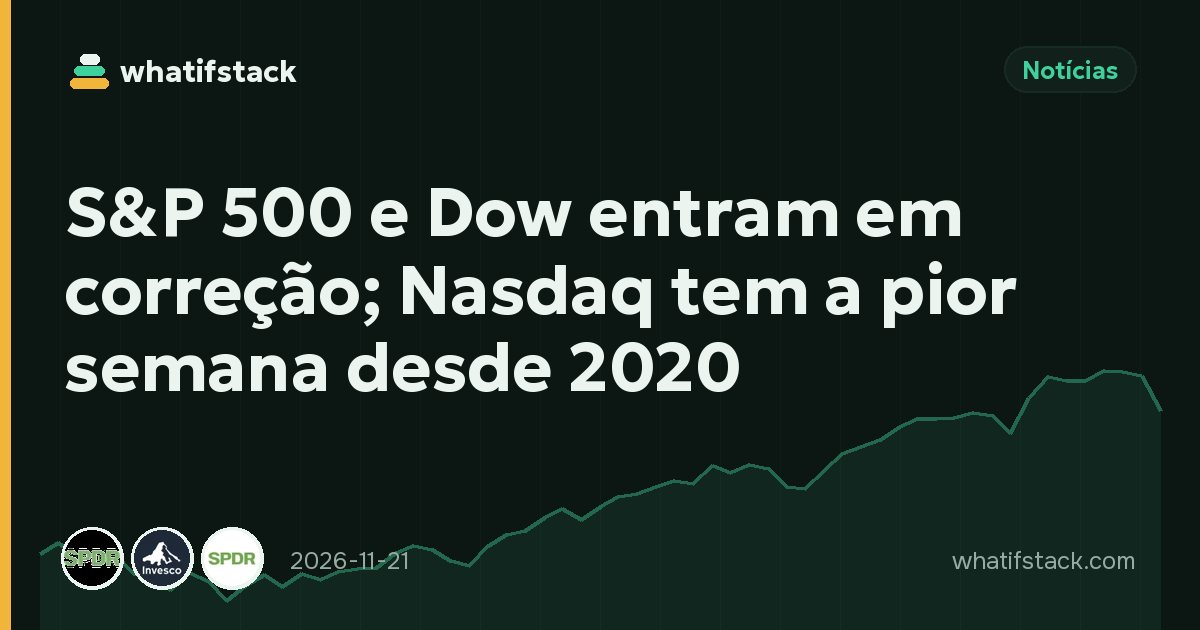 whatifstack
Notícias
S&P 500 e Dow entram em
correção; Nasdaq tem a pior
semana desde 2020
SPDR
Invesco
SPDR
2026-11-21
whatifstack.com